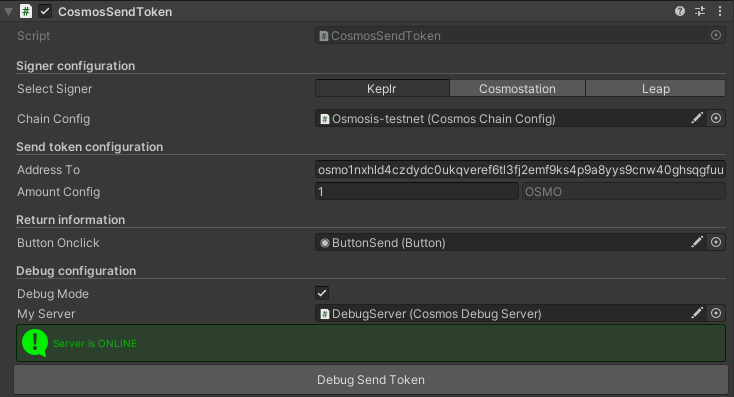 CosmosSendToken
Script CosmosSendToken
Signer configuration
Select Signer Keplr Cosmostation Leap
Chain Config Osmosis-testnet (Cosmos Chain Config)
Send token configuration
Address To osmo1nxhld4czdydc0ukqveref6tl3fj2emf9ks4p9a8yys9cnw40ghsqgfuu
Amount Config 1 OSMO
Return information
Button Onclick ButtonSend (Button)
Debug configuration
Debug Mode
My Server DebugServer (Cosmos Debug Server)
Server is ONLINE
Debug Send Token